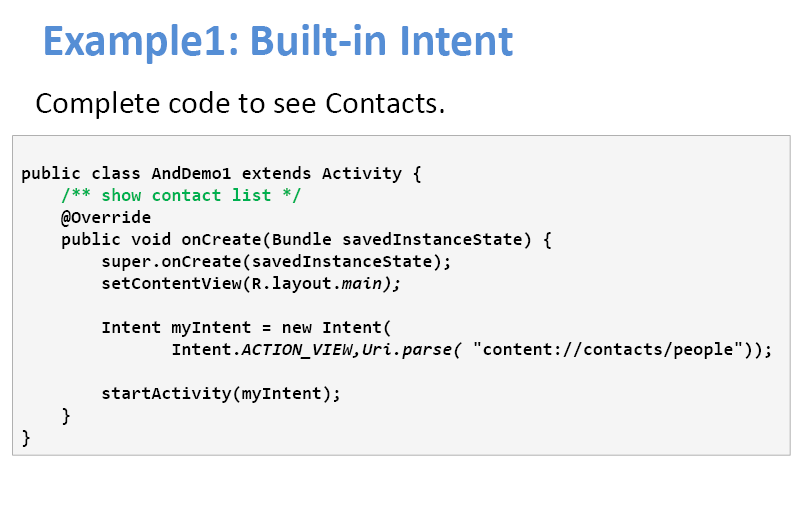 Example1: Built-in Intent
Complete code to see Contacts.
public class AndDemo1 extends Activity {
    /** show contact list */
    @Override
    public void onCreate(Bundle savedInstanceState) {
        super.onCreate(savedInstanceState);
        setContentView(R.layout.main);
        Intent myIntent = new Intent(
               Intent.ACTION_VIEW,Uri.parse( "content://contacts/people"));
        startActivity(myIntent);
    }
}